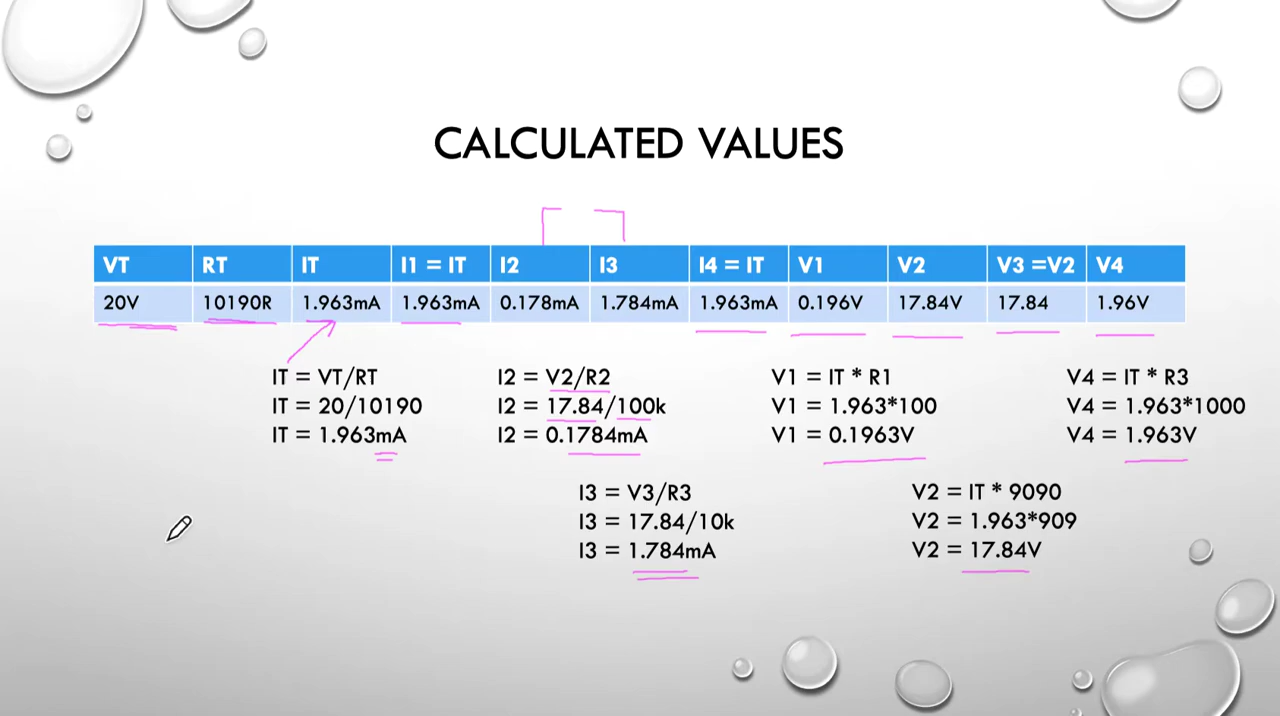 CALCULATED VALUES
VT RT IT I1 = IT I2 I3 I4 = IT V1 V2 V3 =V2 V4
20V 10190R 1.963mA 1.963mA 0.178mA 1.784mA 1.963mA 0.196V 17.84V 17.84 1.96V
IT = VT/RT
IT = 20/10190
IT = 1.963mA
I2 = V2/R2
I2 = 17.84/100k
I2 = 0.1784mA
V1 = IT * R1
V1 = 1.963*100
V1 = 0.1963V
V4 = IT * R3
V4 = 1.963*1000
V4 = 1.963V
I3 = V3/R3
I3 = 17.84/10k
I3 = 1.784mA
V2 = IT * 9090
V2 = 1.963*909
V2 = 17.84V